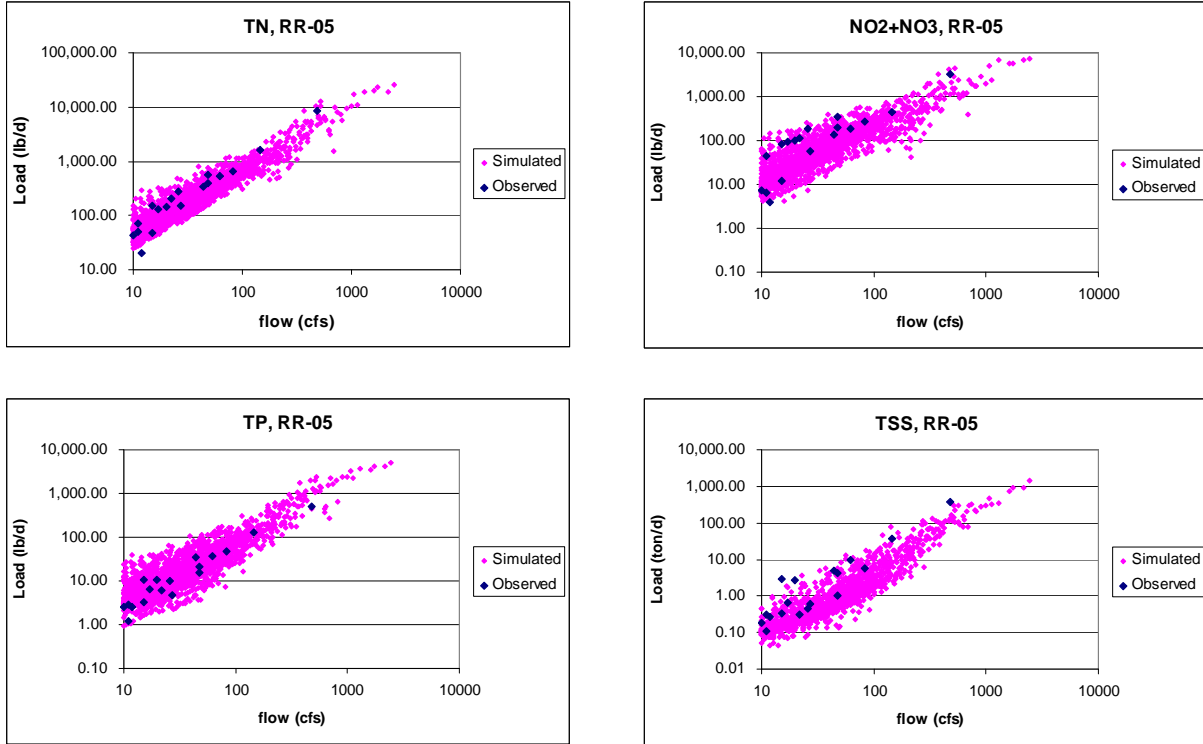 TN, RR-05
100,000.00
10,000.00
1,000.00
100.00
10.00
Load (lb/d)
10 100 1000 10000
flow (cfs)
Simulated
Observed
NO2+NO3, RR-05
10,000.00
1,000.00
100.00
10.00
1.00
0.10
Load (lb/d)
10 100 1000 10000
flow (cfs)
Simulated
Observed
TP, RR-05
10,000.00
1,000.00
100.00
10.00
1.00
0.10
Load (lb/d)
10 100 1000 10000
flow (cfs)
Simulated
Observed
TSS, RR-05
10,000.00
1,000.00
100.00
10.00
1.00
0.10
0.01
Load (ton/d)
10 100 1000 10000
flow (cfs)
Simulated
Observed